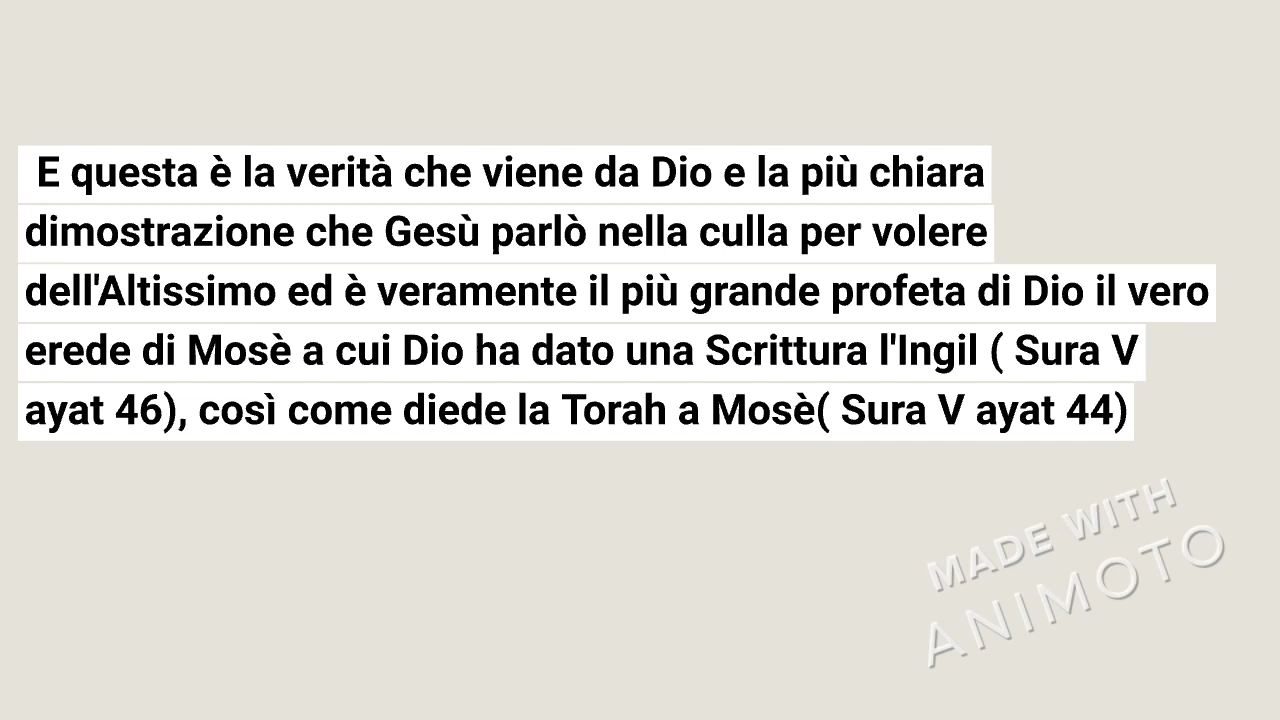 E questa è la verità che viene da Dio e la più chiara
dimostrazione che Gesù parlò nella culla per volere
dell'Altissimo ed è veramente il più grande profeta di Dio il vero
erede di Mosè a cui Dio ha dato una Scrittura l'Ingil ( Sura V
ayat 46), così come diede la Torah a Mosè( Sura V ayat 44)
MADE WITH
ANIMOTO